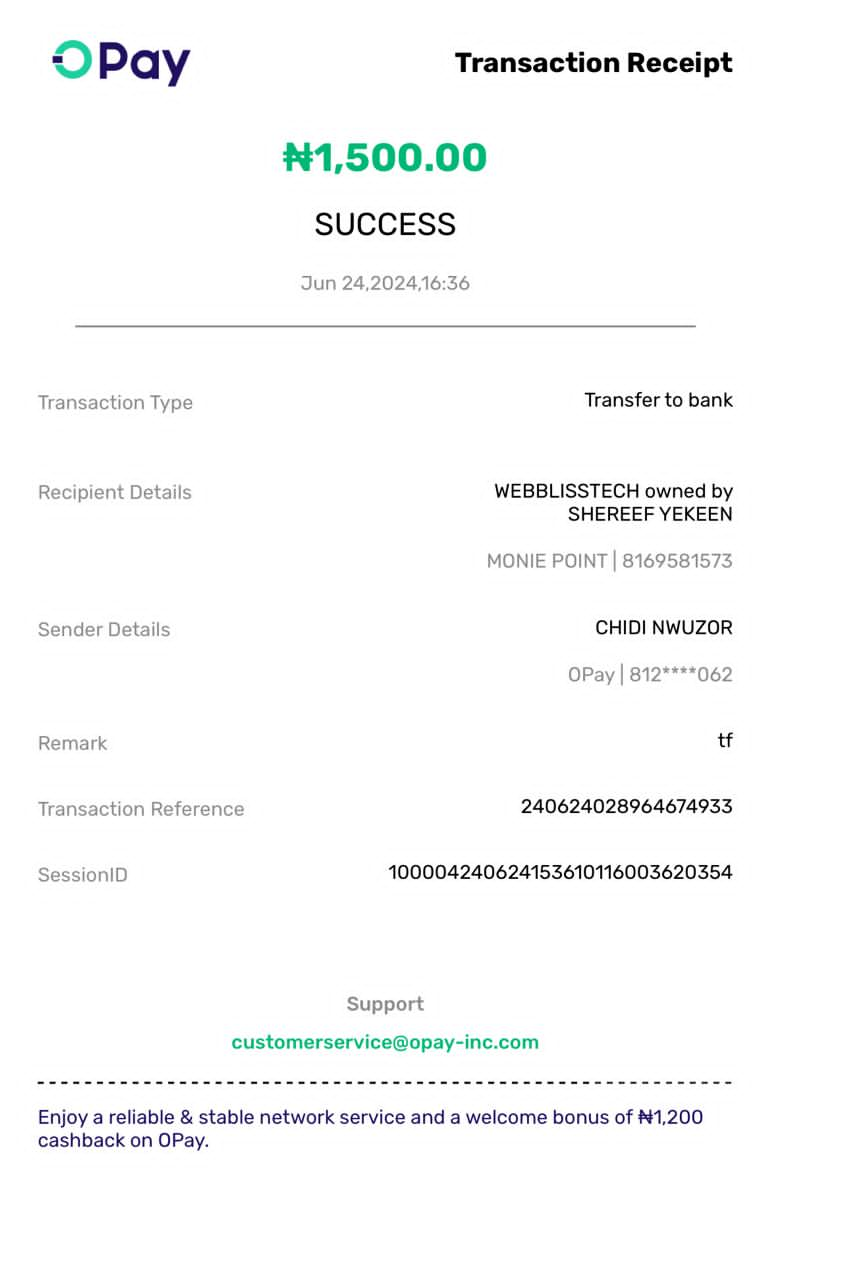 OPay
Transaction Receipt
₦1,500.00
SUCCESS
Jun 24,2024,16:36
Transaction Type
Transfer to bank
Recipient Details
WEBBLISSTECH owned by
SHEREEF YEKEEN
MONIE POINT | 8169581573
Sender Details
CHIDI NWUZOR
OPay | 812****062
Remark
tf
Transaction Reference
240624028964674933
SessionID
100004240624153610116003620354
Support
customerservice@opay-inc.com
Enjoy a reliable & stable network service and a welcome bonus of ₦1,200
cashback on OPay.